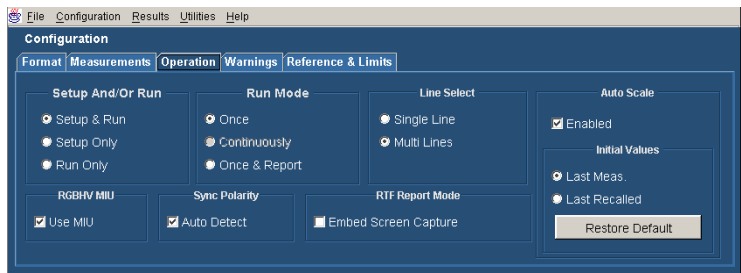 File Configuration Results Utilities Help
Configuration
Format Measurements Operation Warnings Reference & Limits
Setup And/Or Run
Setup & Run
Setup Only
Run Only
Run Mode
Once
Continuously
Once & Report
Line Select
Single Line
Multi Lines
Auto Scale
Enabled
Initial Values
Last Meas.
Last Recalled
Restore Default
RGBHV MIU
Use MIU
Sync Polarity
Auto Detect
RTF Report Mode
Embed Screen Capture